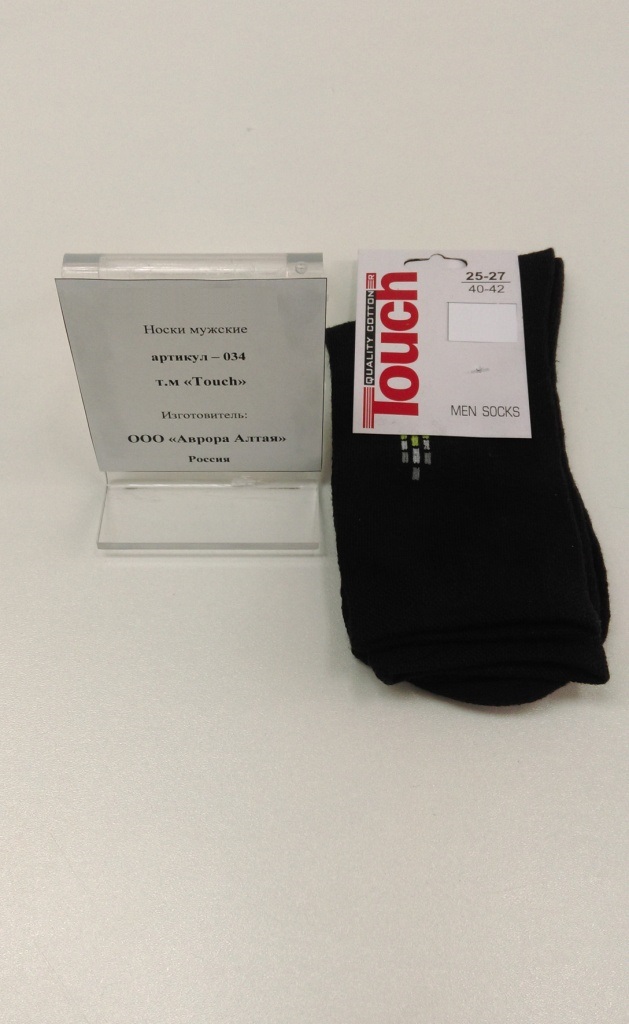 Носки мужские
артикул – 034
т.м «Touch»
Изготовитель:
ООО «Аврора Алтая»
Россия
Touch
QUALITY COTTON
25-27
40-42
MEN SOCKS